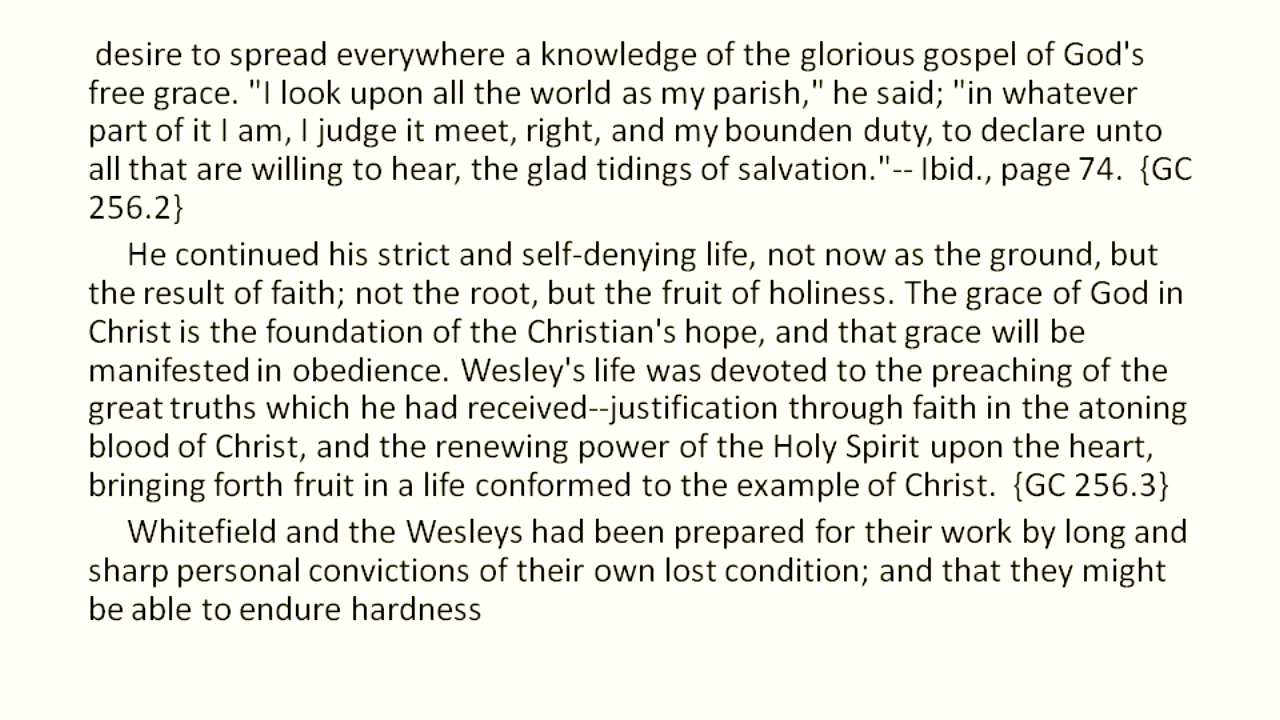 desire to spread everywhere a knowledge of the glorious gospel of God's
free grace. "I look upon all the world as my parish," he said; "in whatever
part of it I am, I judge it meet, right, and my bounden duty, to declare unto
all that are willing to hear, the glad tidings of salvation."-- Ibid., page 74. {GC
256.2}
He continued his strict and self-denying life, not now as the ground, but
the result of faith; not the root, but the fruit of holiness. The grace of God in
Christ is the foundation of the Christian's hope, and that grace will be
manifested in obedience. Wesley's life was devoted to the preaching of the
great truths which he had received--justification through faith in the atoning
blood of Christ, and the renewing power of the Holy Spirit upon the heart,
bringing forth fruit in a life conformed to the example of Christ. {GC 256.3}
Whitefield and the Wesleys had been prepared for their work by long and
sharp personal convictions of their own lost condition; and that they might
be able to endure hardness